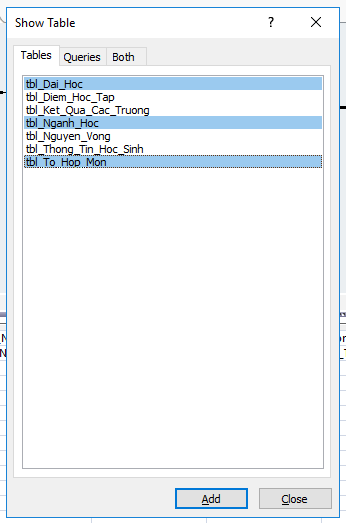 Show Table
?
Tables Queries Both
tbl_Dai_Hoc
tbl_Diem_Hoc_Tap
tbl_Ket_Qua_Cac_Truong
tbl_Nganh_Hoc
tbl_Nguyen_Vong
tbl_Thong_Tin_Hoc_Sinh
tbl_To_Hop_Mon
Add Close